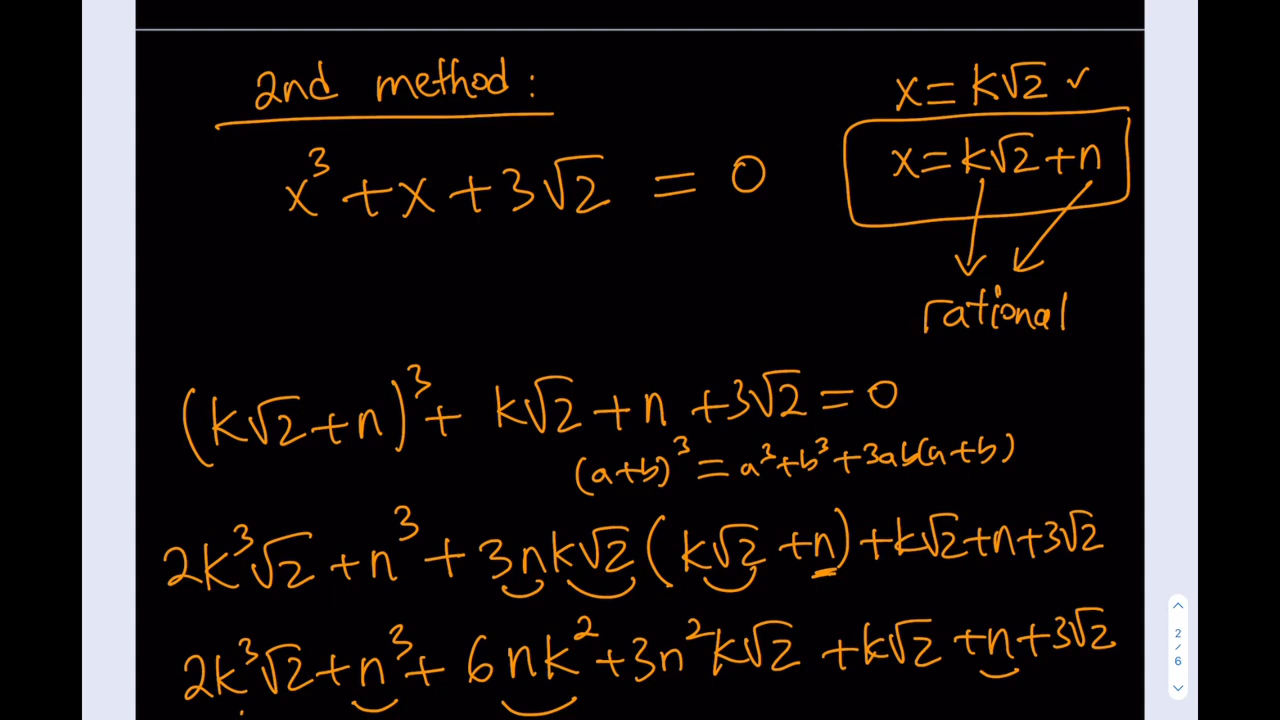 2nd method:
x = k√2 ✓
x = k√2 + n
x³ + x + 3√2 = 0
rational
(k√2 + n)³ + k√2 + n + 3√2 = 0
(a+b)³ = a³ + b³ + 3ab(a+b)
2k³√2 + n³ + 3nk√2(k√2 + n) + k√2 + n + 3√2
2k³√2 + n³ + 6nk² + 3n²k√2 + k√2 + n + 3√2
2
/
6